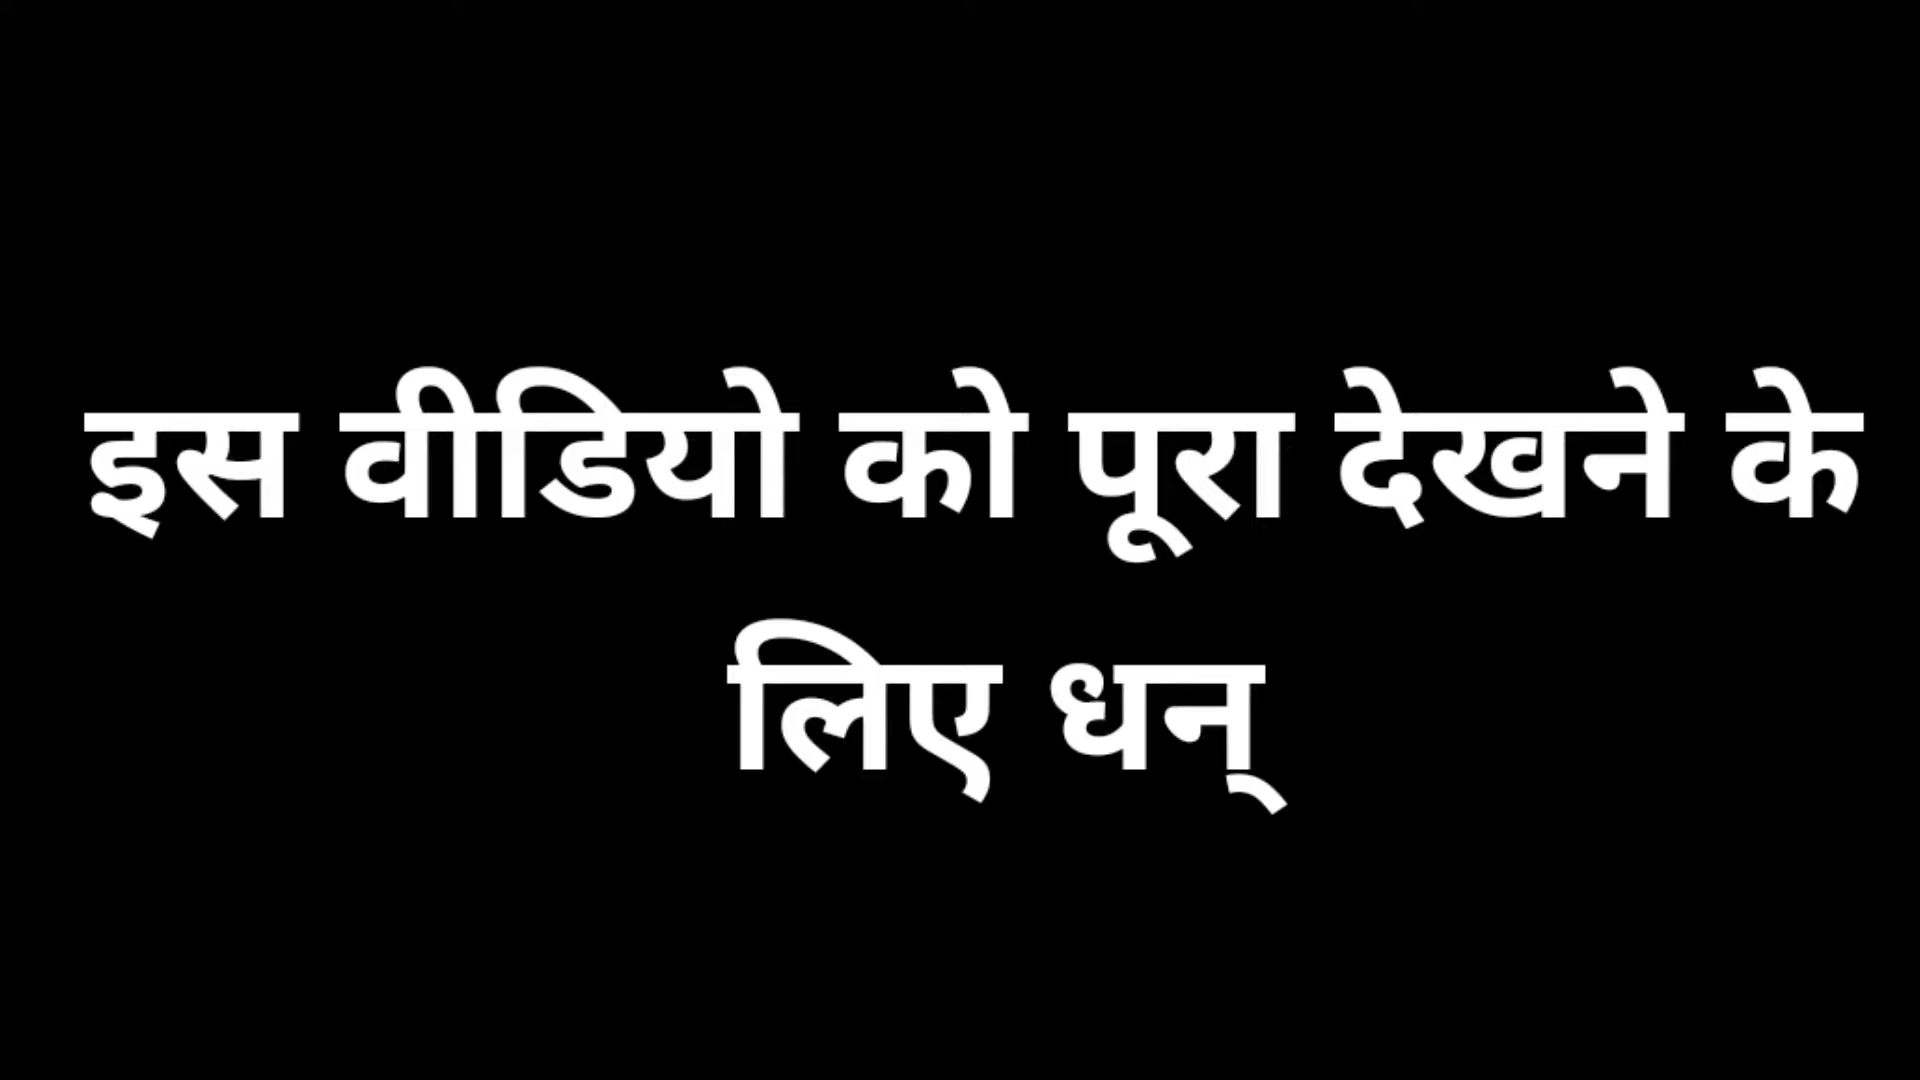 इस वीडियो को पूरा देखने के
लिए धन्